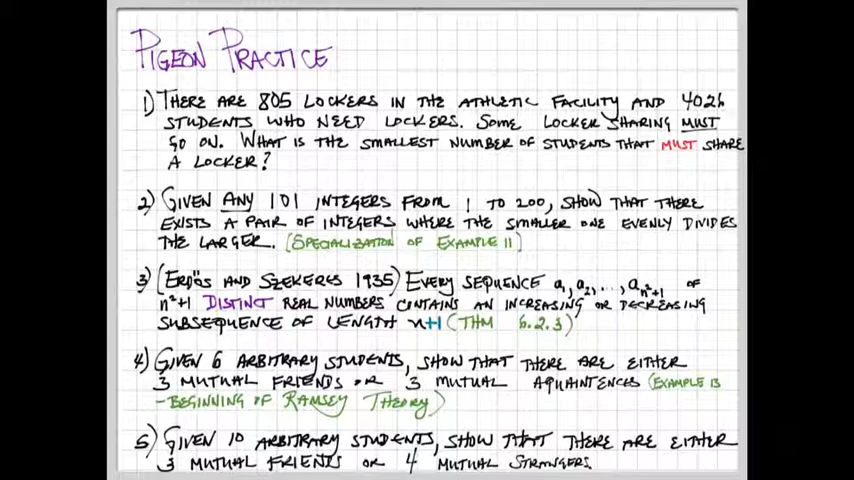 PIGEON PRACTICE
1) THERE ARE 805 LOCKERS IN THE ATHLETIC FACILITY AND 4026
STUDENTS WHO NEED LOCKERS. SOME LOCKER SHARING MUST
GO ON. WHAT IS THE SMALLEST NUMBER OF STUDENTS THAT MUST SHARE
A LOCKER?
2) GIVEN ANY 101 INTEGERS FROM 1 TO 200, SHOW THAT THERE
EXISTS A PAIR OF INTEGERS WHERE THE SMALLER ONE EVENLY DIVIDES
THE LARGER. (SPECIALIZATION OF EXAMPLE 11)
3) (ERDŐS AND SZEKERES 1935) EVERY SEQUENCE a₁, a₂, ..., aₙ²₊₁ OF
n²+1 DISTINCT REAL NUMBERS CONTAINS AN INCREASING OR DECREASING
SUBSEQUENCE OF LENGTH n+1 (THM 6.2.3)
4) GIVEN 6 ARBITRARY STUDENTS, SHOW THAT THERE ARE EITHER
3 MUTUAL FRIENDS OR 3 MUTUAL AQUAINTENCES (EXAMPLE 13
-BEGINNING OF RAMSEY THEORY)
5) GIVEN 10 ARBITRARY STUDENTS, SHOW THAT THERE ARE EITHER
3 MUTUAL FRIENDS OR 4 MUTUAL STRANGERS.